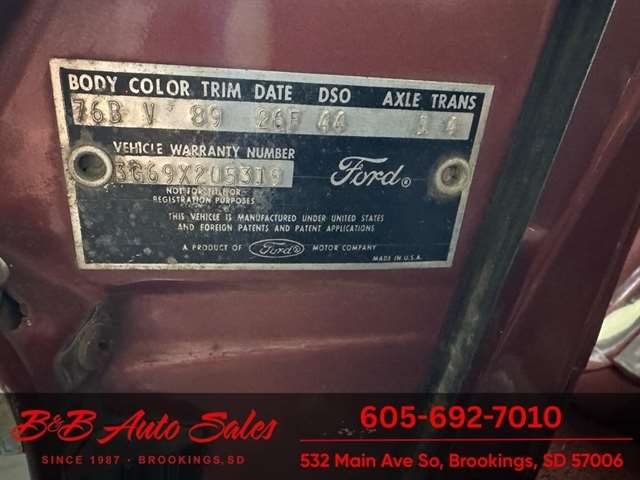 BODY COLOR TRIM DATE DSO AXLE TRANS
76B V 89 26F 44 1 4
VEHICLE WARRANTY NUMBER
3G69X205319
Ford®
NOT FOR TITLE OR
REGISTRATION PURPOSES
THIS VEHICLE IS MANUFACTURED UNDER UNITED STATES
AND FOREIGN PATENTS AND PATENT APPLICATIONS
A PRODUCT OF Ford® MOTOR COMPANY
MADE IN U.S.A.
B&B Auto Sales
SINCE 1987 • BROOKINGS, SD
605-692-7010
532 Main Ave So, Brookings, SD 57006